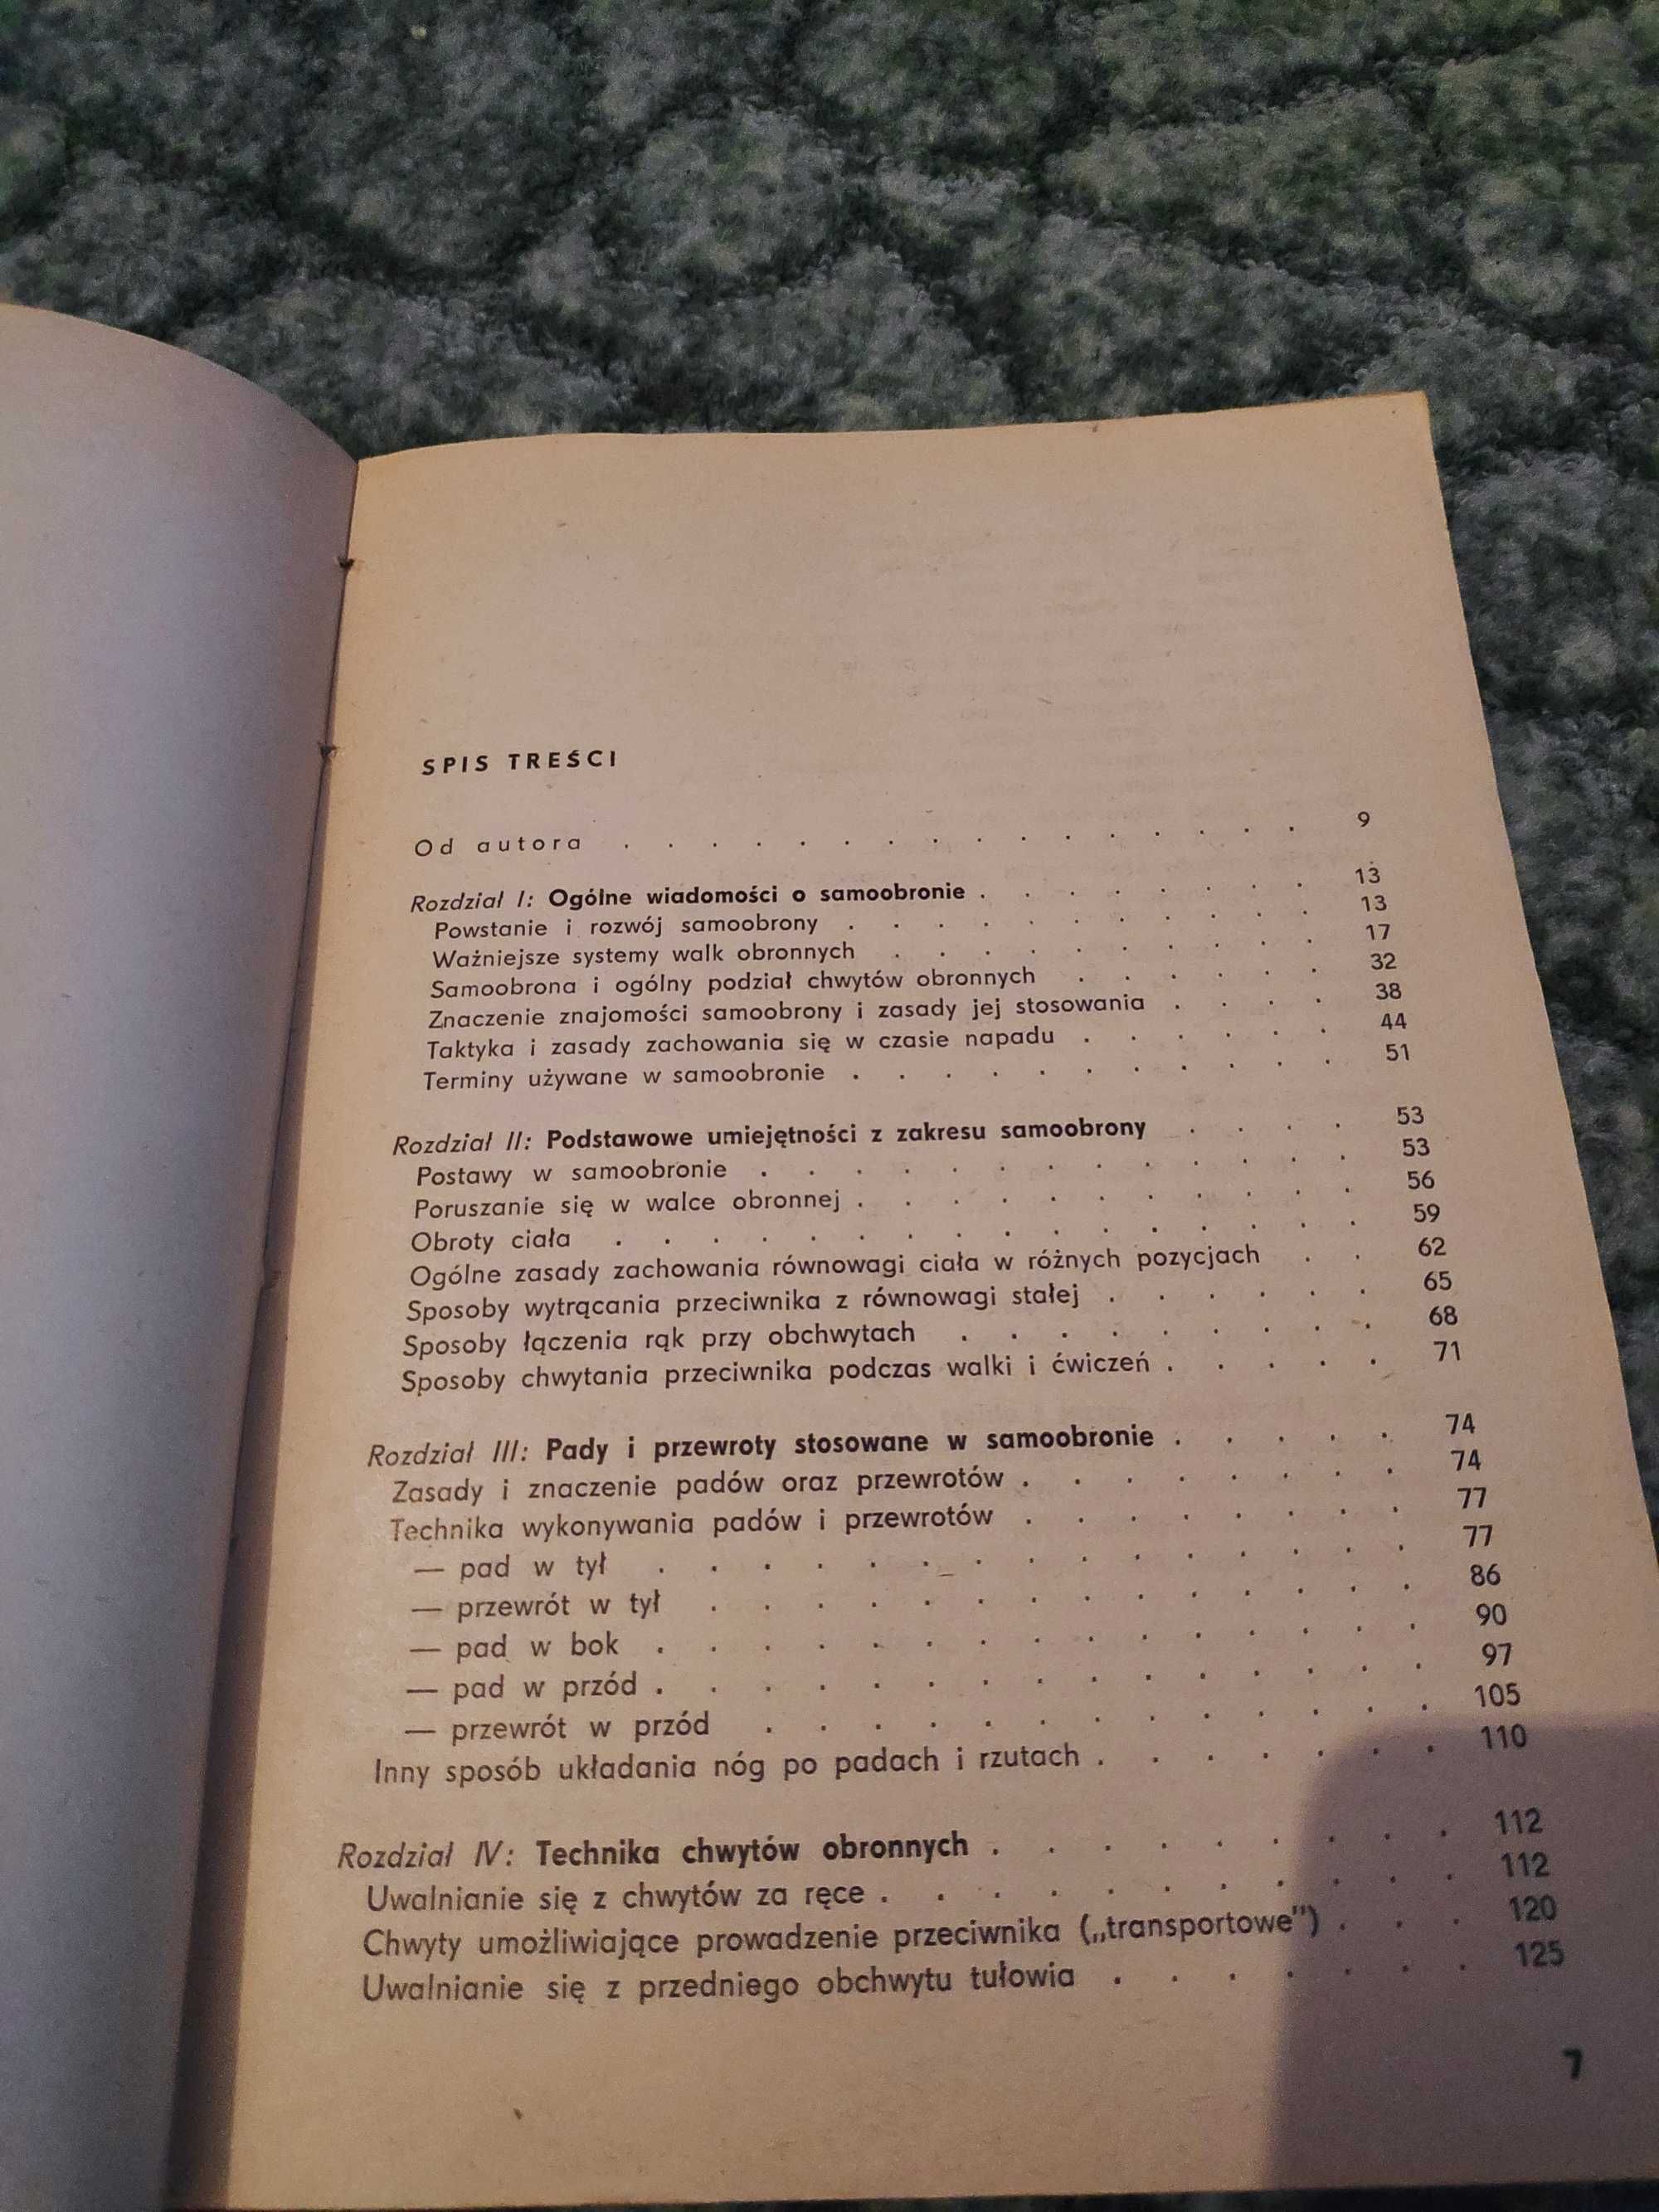 SPIS TREŚCI
Od autora . . . . . . . . . . . . . . . . 9
Rozdział I: Ogólne wiadomości o samoobronie . . . . . . . . 13
Powstanie i rozwój samoobrony . . . . . . . . . . . 13
Ważniejsze systemy walk obronnych . . . . . . . . . . 17
Samoobrona i ogólny podział chwytów obronnych . . . . . . 32
Znaczenie znajomości samoobrony i zasady jej stosowania . . . . 38
Taktyka i zasady zachowania się w czasie napadu . . . . . . 44
Terminy używane w samoobronie . . . . . . . . . . . 51
Rozdział II: Podstawowe umiejętności z zakresu samoobrony . . . . 53
Postawy w samoobronie . . . . . . . . . . . . 53
Poruszanie się w walce obronnej . . . . . . . . . . . 56
Obroty ciała . . . . . . . . . . . . . . . . 59
Ogólne zasady zachowania równowagi ciała w różnych pozycjach . . 62
Sposoby wytrącania przeciwnika z równowagi stałej . . . . . . 65
Sposoby łączenia rąk przy obchwytach . . . . . . . . . 68
Sposoby chwytania przeciwnika podczas walki i ćwiczeń . . . . . 71
Rozdział III: Pady i przewroty stosowane w samoobronie . . . . . 74
Zasady i znaczenie padów oraz przewrotów . . . . . . . . 74
Technika wykonywania padów i przewrotów . . . . . . . . 77
— pad w tył . . . . . . . . . . . . . . . 77
— przewrót w tył . . . . . . . . . . . . . . 86
— pad w bok . . . . . . . . . . . . . . . 90
— pad w przód . . . . . . . . . . . . . . . 97
— przewrót w przód . . . . . . . . . . . . . 105
Inny sposób układania nóg po padach i rzutach . . . . . . . 110
Rozdział IV: Technika chwytów obronnych . . . . . . . . . 112
Uwalnianie się z chwytów za ręce . . . . . . . . . . . 112
Chwyty umożliwiające prowadzenie przeciwnika („transportowe") . . . 120
Uwalnianie się z przedniego obchwytu tułowia . . . . . . . 125
7